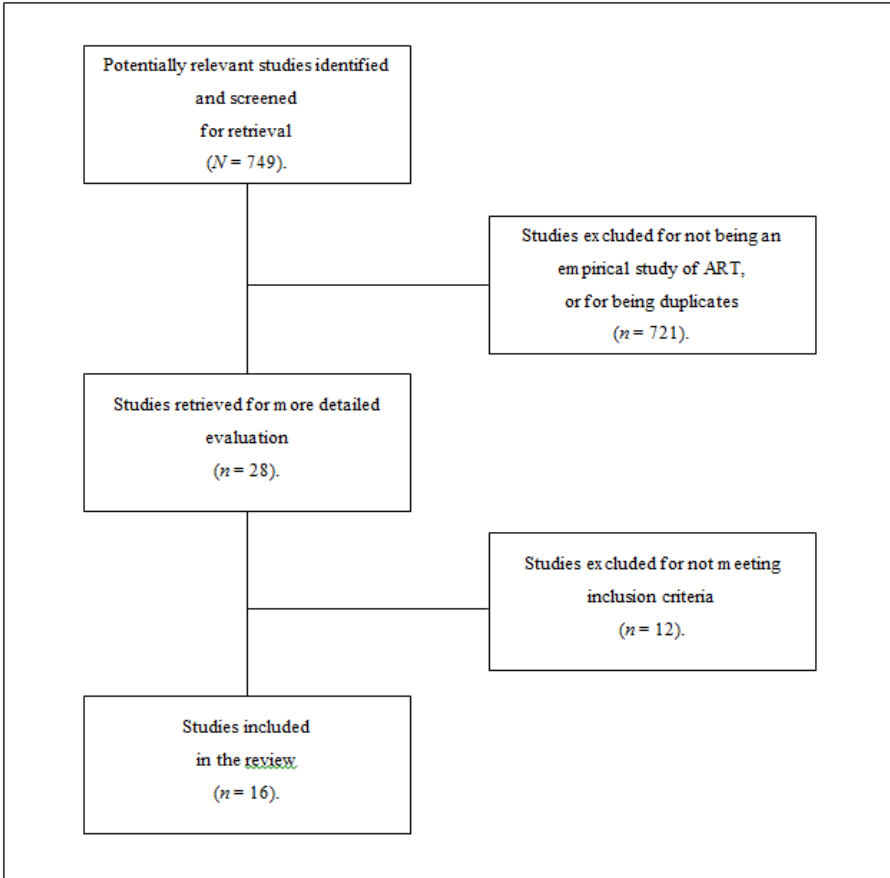 Potentially relevant studies identified
and screened
for retrieval
(N = 749).
Studies excluded for not being an
empirical study of ART,
or for being duplicates
(n = 721).
Studies retrieved for more detailed
evaluation
(n = 28).
Studies excluded for not meeting
inclusion criteria
(n = 12).
Studies included
in the review
(n = 16).